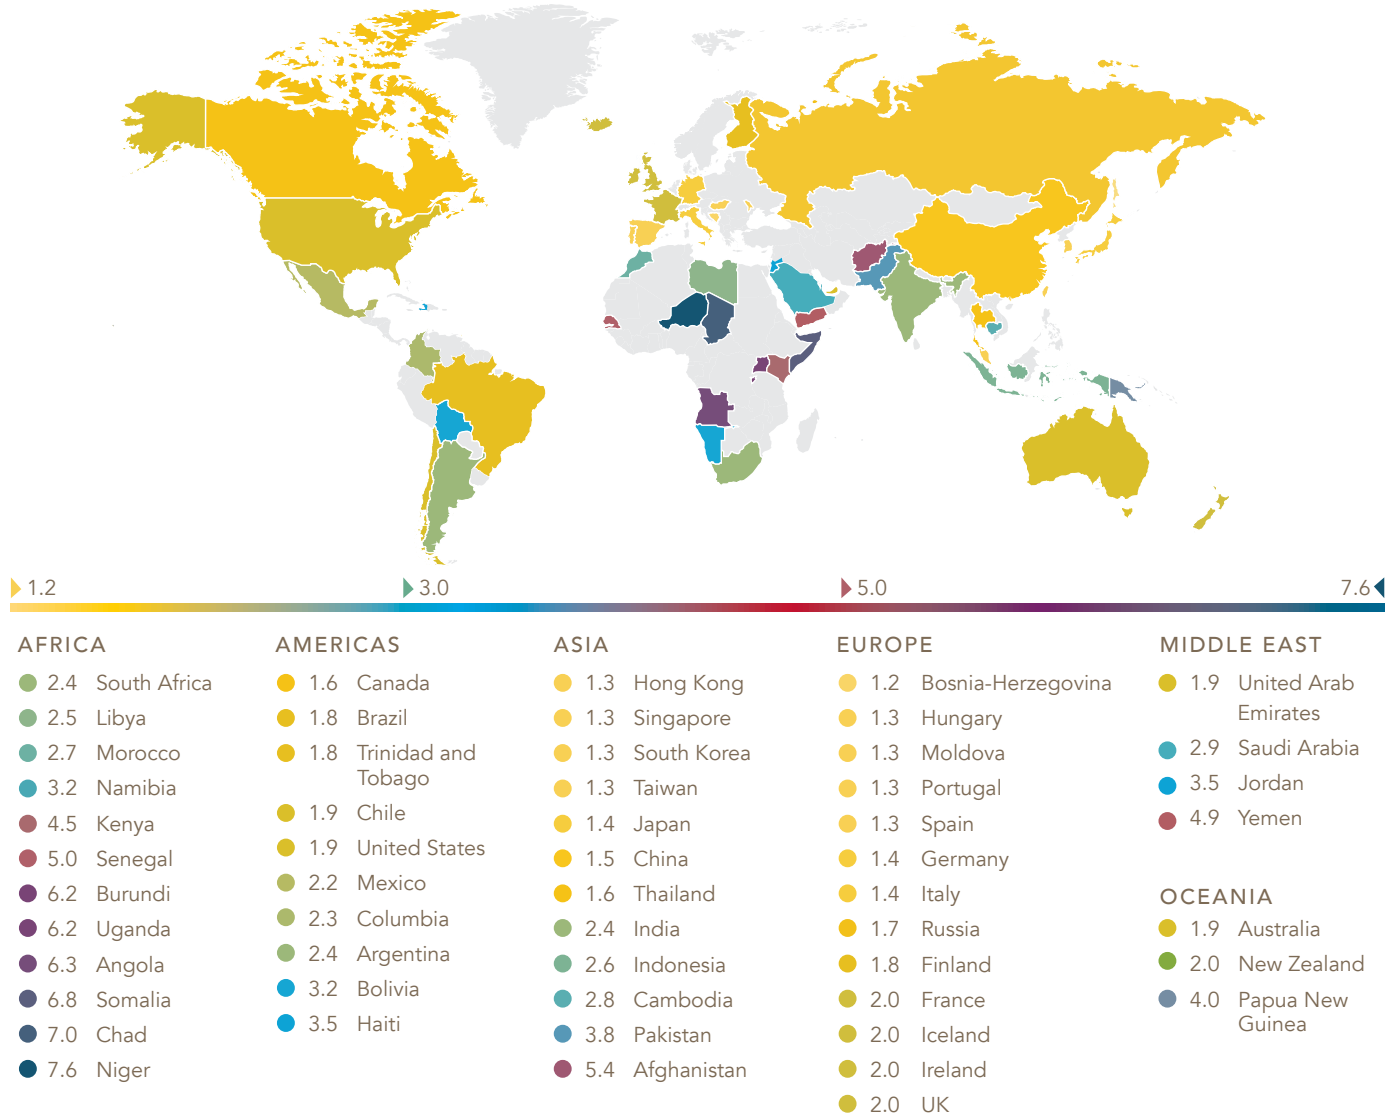 1.2
3.0
5.0
7.6
AFRICA
2.4 South Africa
2.5 Libya
2.7 Morocco
3.2 Namibia
4.5 Kenya
5.0 Senegal
6.2 Burundi
6.2 Uganda
6.3 Angola
6.8 Somalia
7.0 Chad
7.6 Niger
AMERICAS
1.6 Canada
1.8 Brazil
1.8 Trinidad and
Tobago
1.9 Chile
1.9 United States
2.2 Mexico
2.3 Columbia
2.4 Argentina
3.2 Bolivia
3.5 Haiti
ASIA
1.3 Hong Kong
1.3 Singapore
1.3 South Korea
1.3 Taiwan
1.4 Japan
1.5 China
1.6 Thailand
2.4 India
2.6 Indonesia
2.8 Cambodia
3.8 Pakistan
5.4 Afghanistan
EUROPE
1.2 Bosnia-Herzegovina
1.3 Hungary
1.3 Moldova
1.3 Portugal
1.3 Spain
1.4 Germany
1.4 Italy
1.7 Russia
1.8 Finland
2.0 France
2.0 Iceland
2.0 Ireland
2.0 UK
MIDDLE EAST
1.9 United Arab
Emirates
2.9 Saudi Arabia
3.5 Jordan
4.9 Yemen
OCEANIA
1.9 Australia
2.0 New Zealand
4.0 Papua New
Guinea